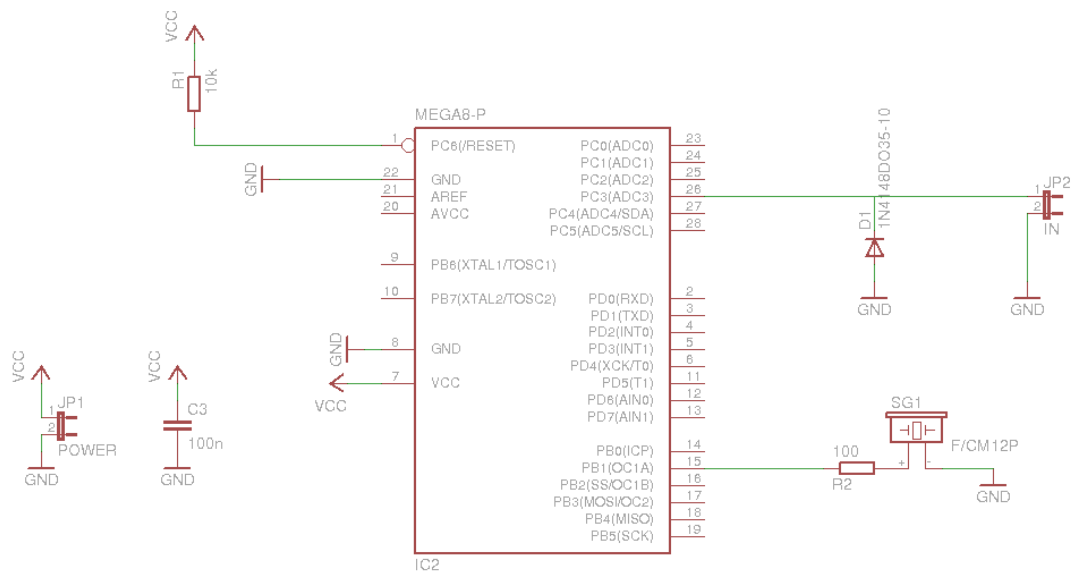 VCC
R1
10k
MEGA8-P
1 PC6(/RESET)
GND 22 GND
21 AREF
20 AVCC
9 PB6(XTAL1/TOSC1)
10 PB7(XTAL2/TOSC2)
GND 8 GND
VCC 7 VCC
PC0(ADC0) 23
PC1(ADC1) 24
PC2(ADC2) 25
PC3(ADC3) 26
PC4(ADC4/SDA) 27
PC5(ADC5/SCL) 28
PD0(RXD) 2
PD1(TXD) 3
PD2(INT0) 4
PD3(INT1) 5
PD4(XCK/T0) 6
PD5(T1) 11
PD6(AIN0) 12
PD7(AIN1) 13
PB0(ICP) 14
PB1(OC1A) 15
PB2(SS/OC1B) 16
PB3(MOSI/OC2) 17
PB4(MISO) 18
PB5(SCK) 19
IC2
D1
1N4148DO35-10
GND
JP2
1
2
IN
GND
VCC
JP1
1
2
POWER
GND
VCC
C3
100n
GND
100
R2
SG1
F/CM12P
+ -
GND